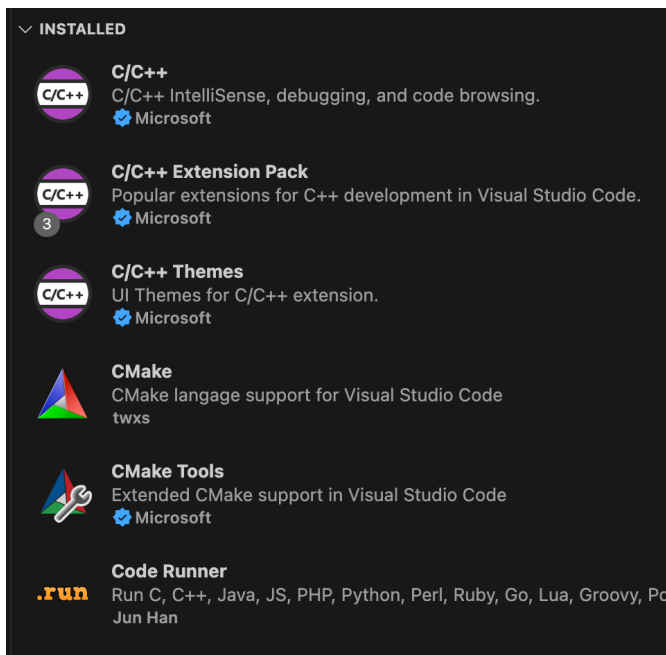 INSTALLED
C/C++
C/C++
C/C++ IntelliSense, debugging, and code browsing.
Microsoft
C/C++
3
C/C++ Extension Pack
Popular extensions for C++ development in Visual Studio Code.
Microsoft
C/C++
C/C++ Themes
UI Themes for C/C++ extension.
Microsoft
CMake
CMake langage support for Visual Studio Code
twxs
CMake Tools
Extended CMake support in Visual Studio Code
Microsoft
.run
Code Runner
Run C, C++, Java, JS, PHP, Python, Perl, Ruby, Go, Lua, Groovy,
Jun Han